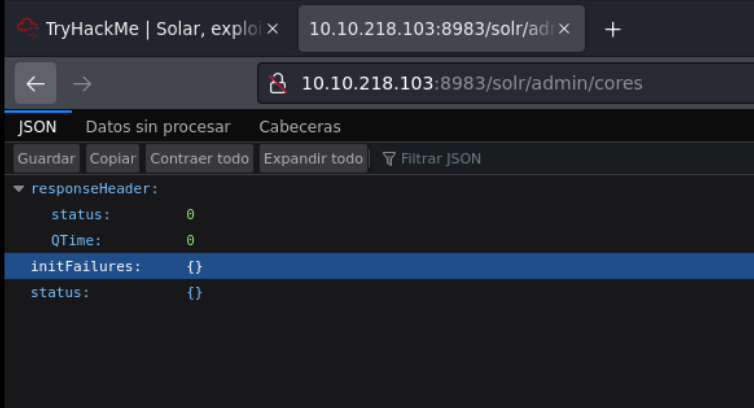 TryHackMe | Solar, exploi
10.10.218.103:8983/solr/ad
10.10.218.103:8983/solr/admin/cores
JSON Datos sin procesar Cabeceras
Guardar Copiar Contraer todo Expandir todo Filtrar JSON
responseHeader:
status: 0
QTime: 0
initFailures: {}
status: {}